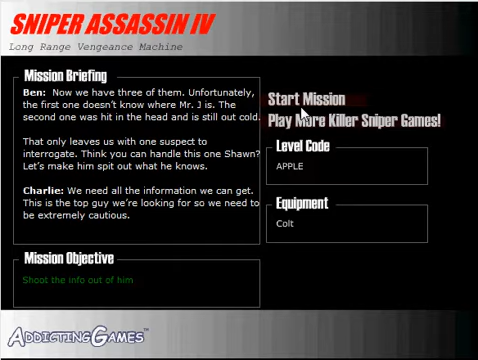 SNIPER ASSASSIN IV
Long Range Vengeance Machine
Mission Briefing
Ben: Now we have three of them. Unfortunately,
the first one doesn't know where Mr. J is. The
second one was hit in the head and is still out cold.
That only leaves us with one suspect to
interrogate. Think you can handle this one Shawn?
Let's make him spit out what he knows.
Charlie: We need all the information we can get.
This is the top guy we're looking for so we need to
be extremely cautious.
Mission Objective
Shoot the info out of him
Start Mission
Play More Killer Sniper Games!
Level Code
APPLE
Equipment
Colt
ADDICTINGGAMES™